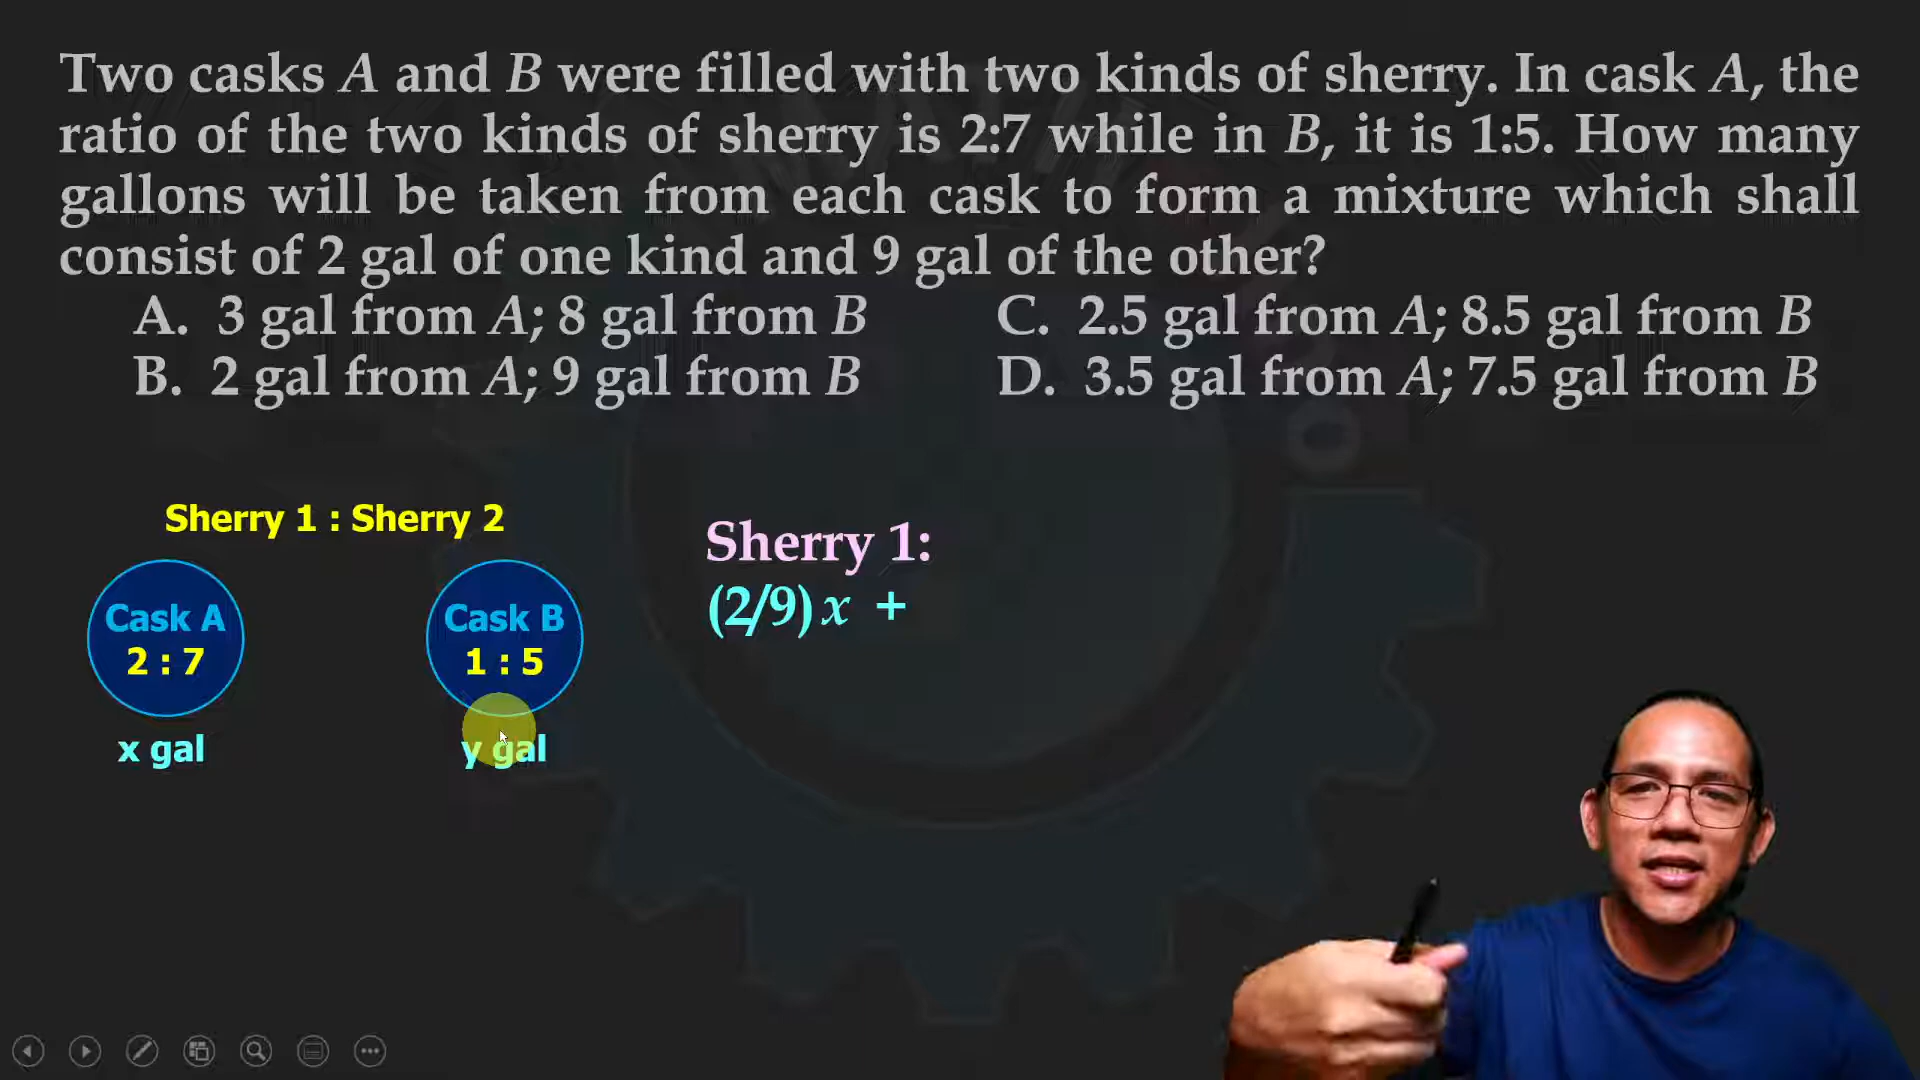 Two casks A and B were filled with two kinds of sherry. In cask A, the
ratio of the two kinds of sherry is 2:7 while in B, it is 1:5. How many
gallons will be taken from each cask to form a mixture which shall
consist of 2 gal of one kind and 9 gal of the other?
A. 3 gal from A; 8 gal from B
C. 2.5 gal from A; 8.5 gal from B
B. 2 gal from A; 9 gal from B
D. 3.5 gal from A; 7.5 gal from B
Sherry 1 : Sherry 2
Cask A
2 : 7
x gal
Cask B
1 : 5
y gal
Sherry 1:
(2/9)x +